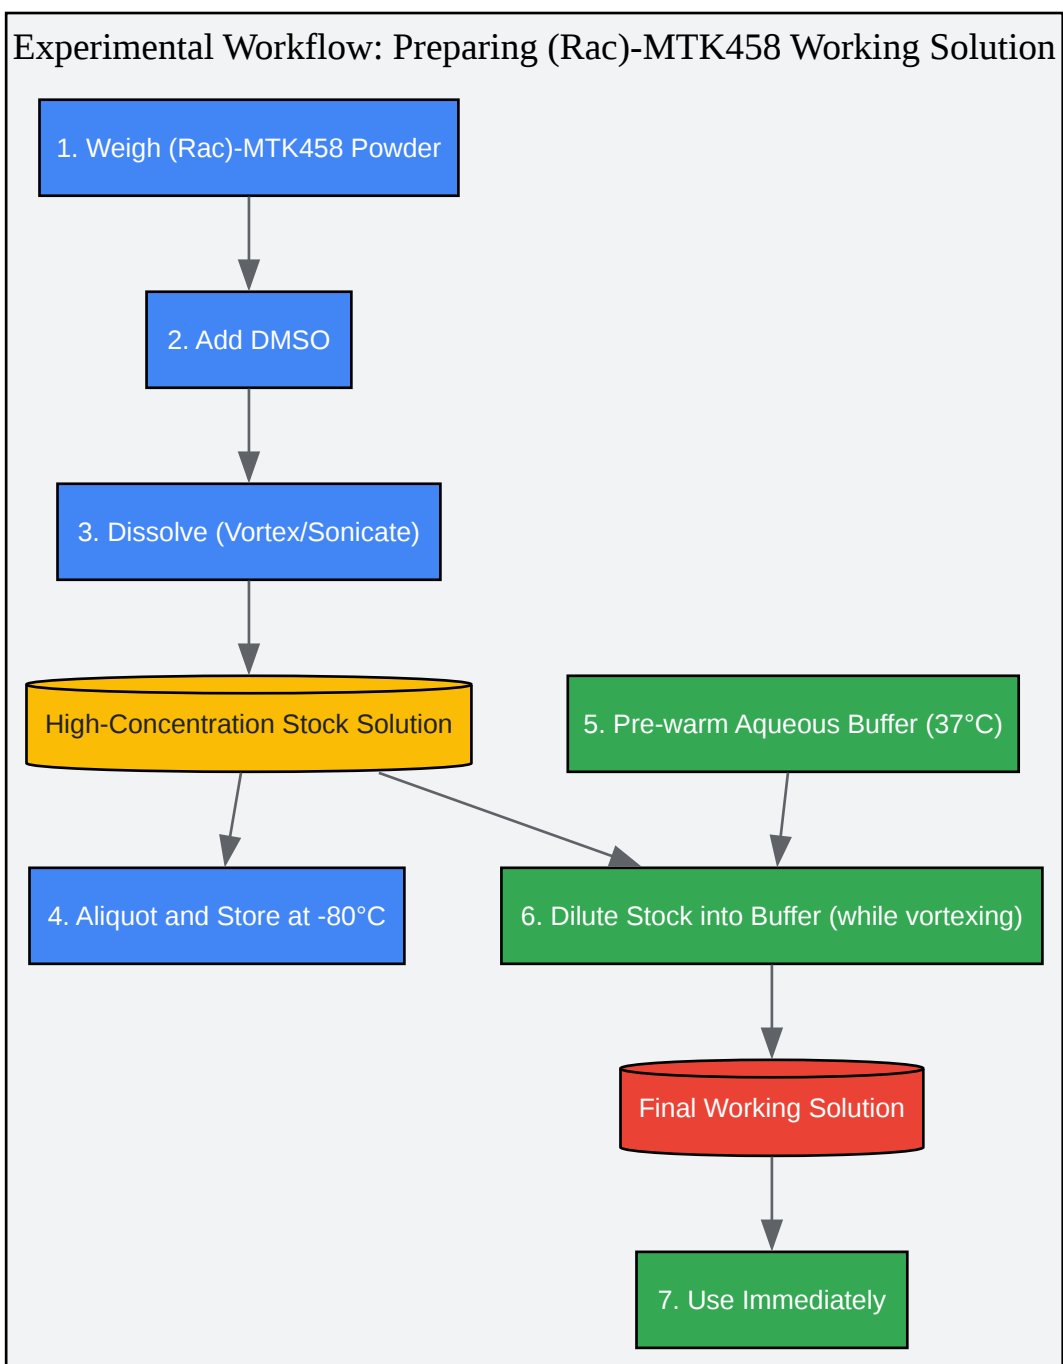 Experimental Workflow: Preparing (Rac)-MTK458 Working Solution
1. Weigh (Rac)-MTK458 Powder
2. Add DMSO
3. Dissolve (Vortex/Sonicate)
High-Concentration Stock Solution
5. Pre-warm Aqueous Buffer (37°C)
4. Aliquot and Store at -80°C
6. Dilute Stock into Buffer (while vortexing)
Final Working Solution
7. Use Immediately